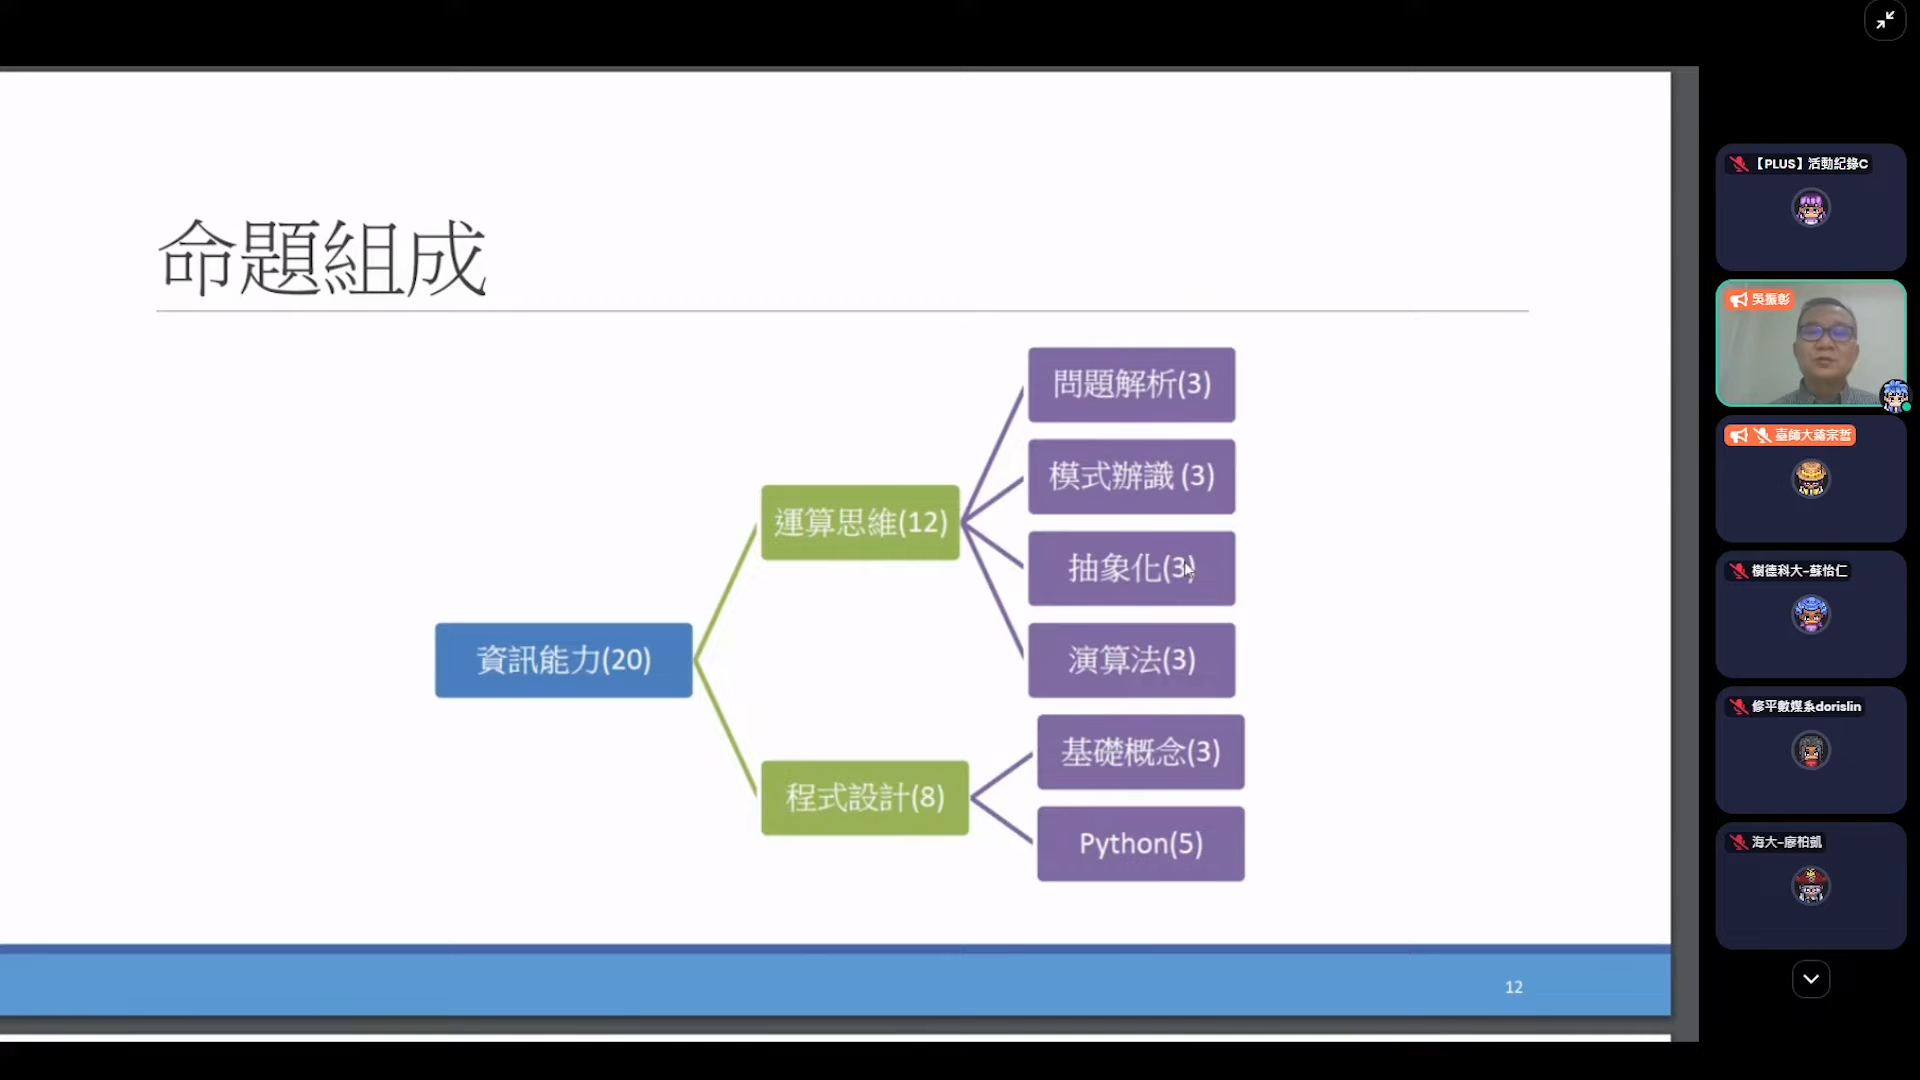 命題組成
資訊能力(20)
運算思維(12)
程式設計(8)
問題解析(3)
模式辦識 (3)
抽象化(3)
演算法(3)
基礎概念(3)
Python(5)
12
【PLUS】活動紀錄C
吳振彰
臺師大蔣宗哲
樹德科大-蘇怡仁
修平數媒系dorislin
海大-廖柏凱